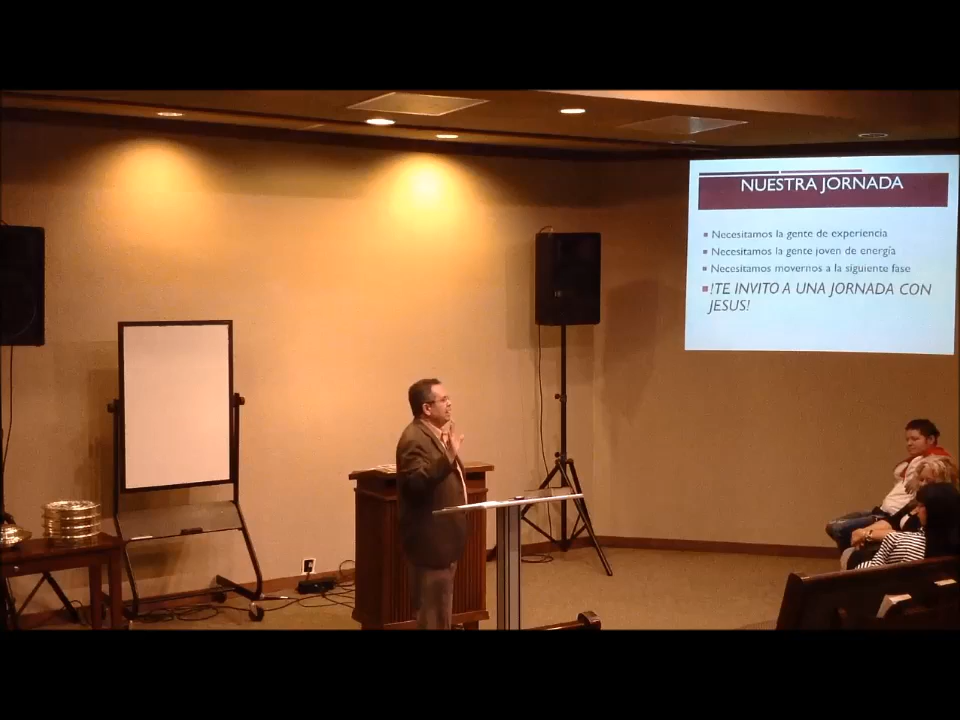 NUESTRA JORNADA
Necesitamos la gente de experiencia
Necesitamos la gente joven de energía
Necesitamos movernos a la siguiente fase
!TE INVITO A UNA JORNADA CON
JESUS!